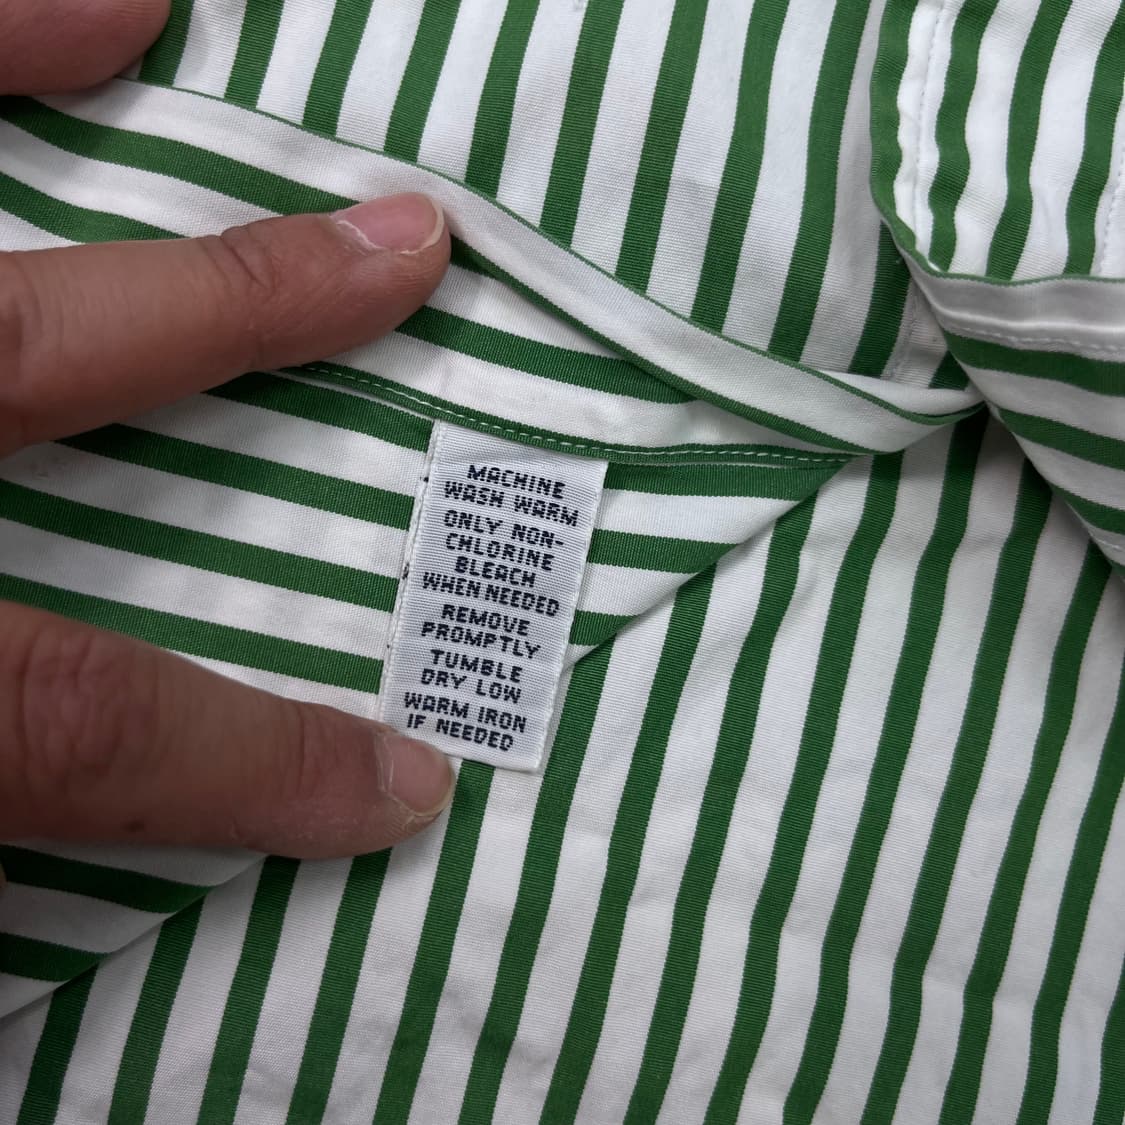 MACHINE
WASH WARM
ONLY NON-
CHLORINE
BLEACH
WHEN NEEDED
REMOVE
PROMPTLY
TUMBLE
DRY LOW
WARM IRON
IF NEEDED